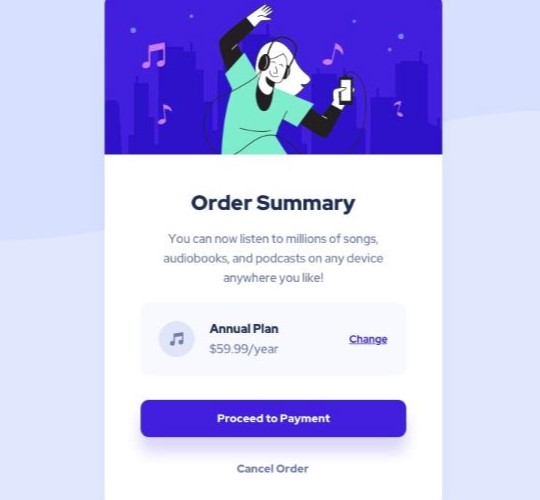 Order Summary
You can now listen to millions of songs,
audiobooks, and podcasts on any device
anywhere you like!
Annual Plan
$59.99/year
Change
Proceed to Payment
Cancel Order